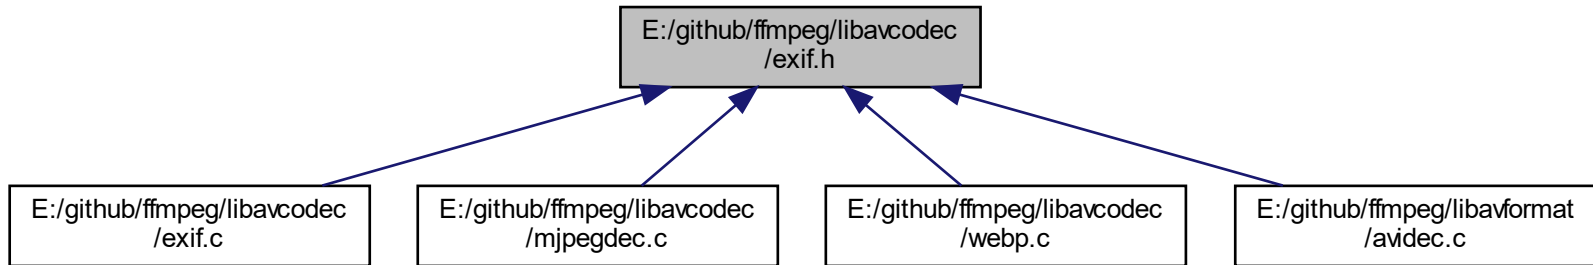 E:/github/ffmpeg/libavcodec
/exif.h
E:/github/ffmpeg/libavcodec
/exif.c
E:/github/ffmpeg/libavcodec
/mjpegdec.c
E:/github/ffmpeg/libavcodec
/webp.c
E:/github/ffmpeg/libavformat
/avidec.c